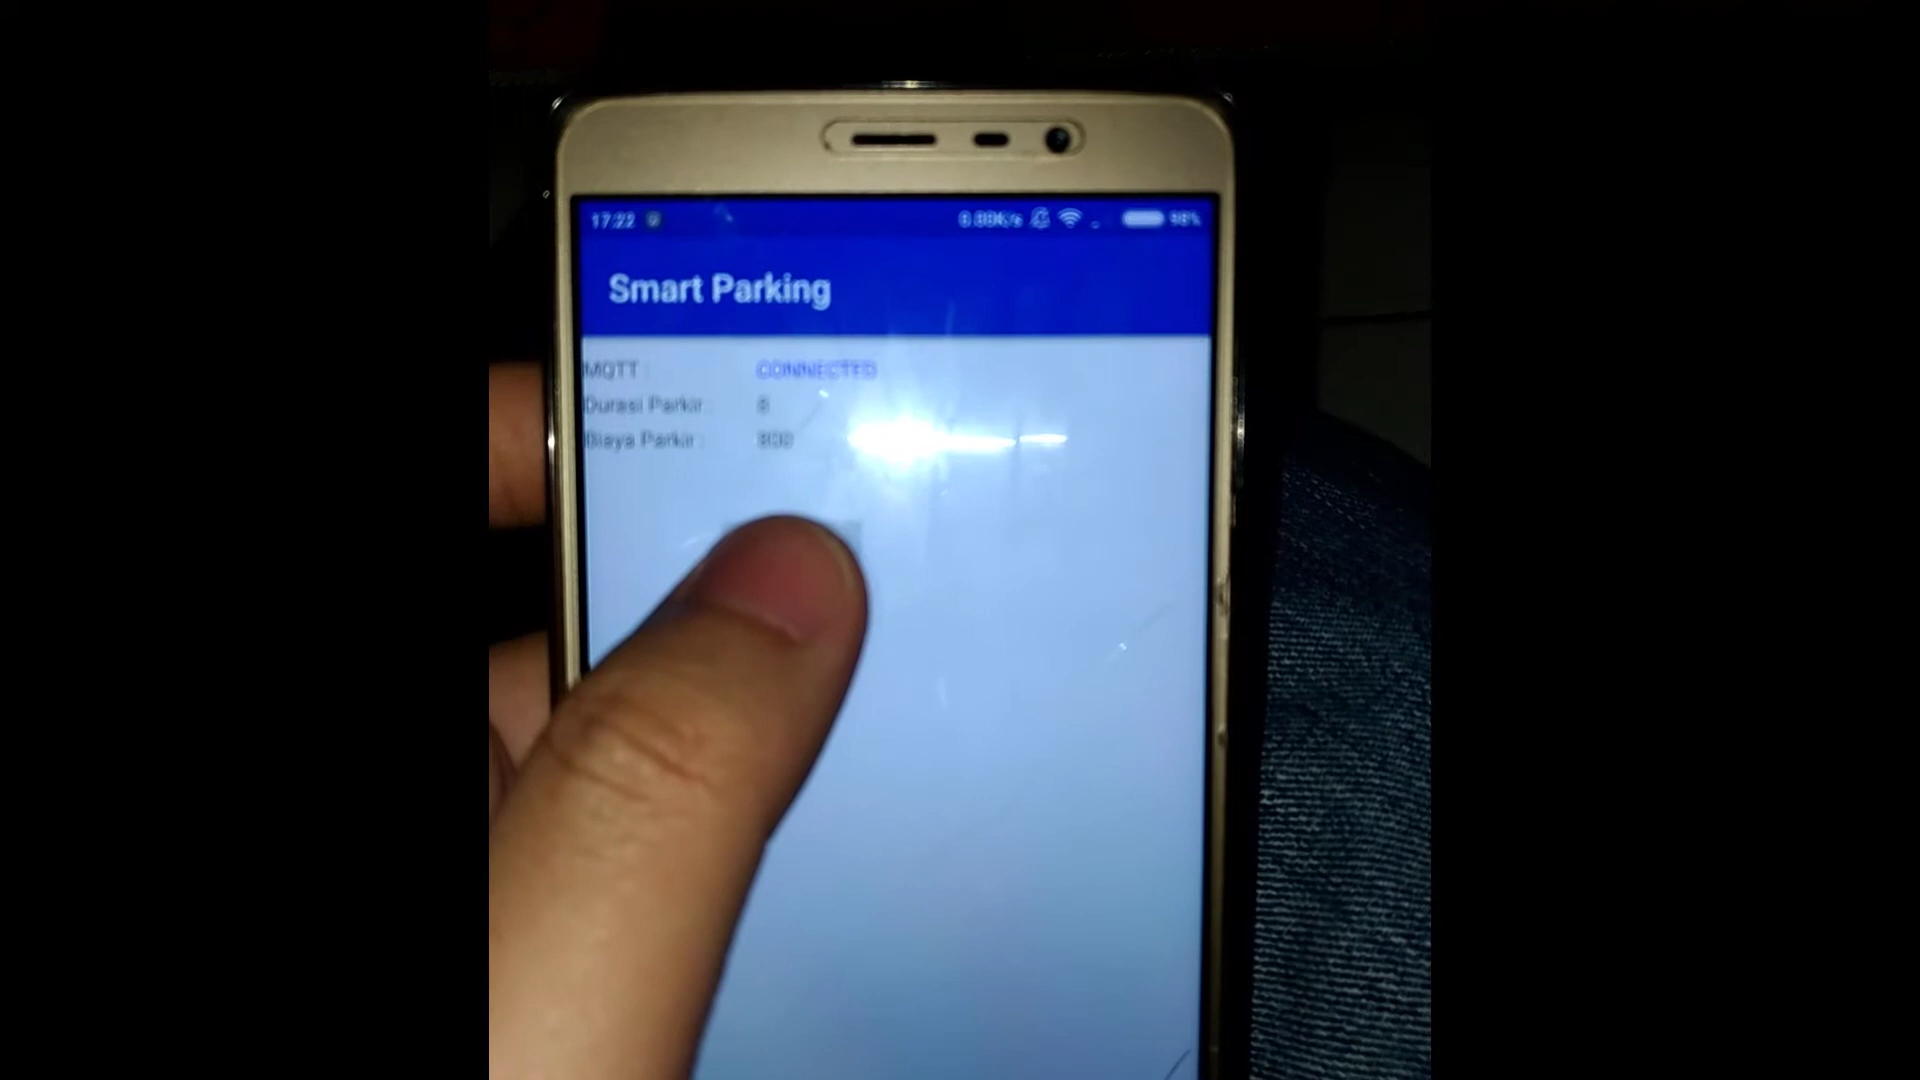 17:22
Smart Parking
MQTT : CONNECTED
Durasi Parkir :
Biaya Parkir :